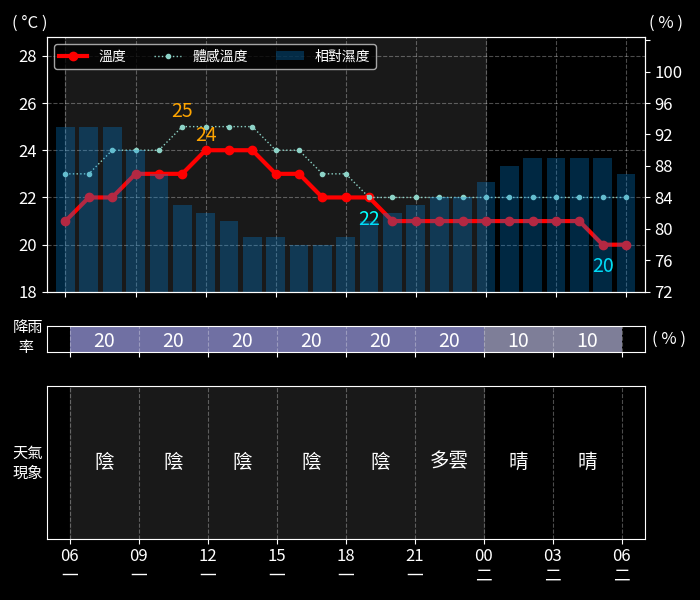 ( °C )
( % )
溫度 體感溫度 相對濕度
28
26
24
22
20
18
100
96
92
88
84
80
76
72
25
24
22
20
降雨率
20 20 20 20 20 20 10 10
( % )
天氣現象
陰 陰 陰 陰 陰 多雲 晴 晴
06 09 12 15 18 21 00 03 06
一 一 一 一 一 一 二 二 二